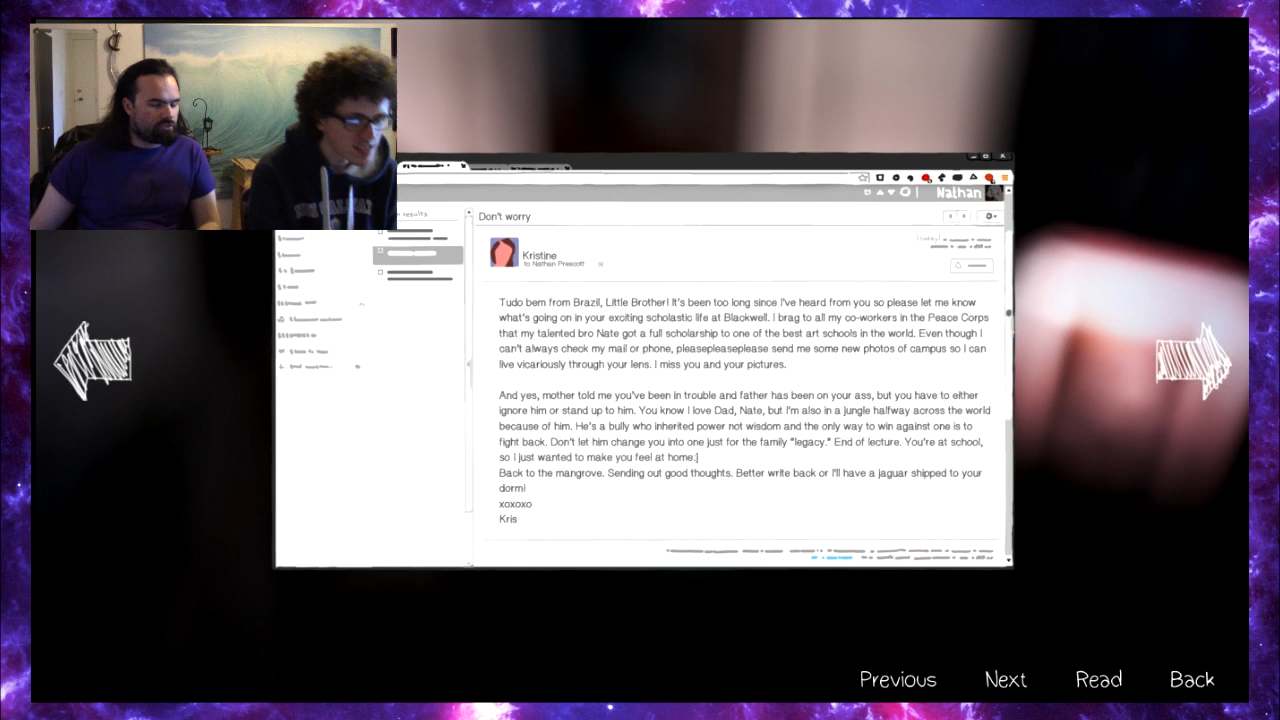 Nathan
Don't worry
Kristine
to Nathan Prescott
Tudo bem from Brazil, Little Brother! It's been too long since I've heard from you so please let me know
what's going on in your exciting scholastic life at Blackwell. I brag to all my co-workers in the Peace Corps
that my talented bro Nate got a full scholarship to one of the best art schools in the world. Even though I
can't always check my mail or phone, pleasepleaseplease send me some new photos of campus so I can
live vicariously through your lens. I miss you and your pictures.
And yes, mother told me you've been in trouble and father has been on your ass, but you have to either
ignore him or stand up to him. You know I love Dad, Nate, but I'm also in a jungle halfway across the world
because of him. He's a bully who inherited power not wisdom and the only way to win against one is to
fight back. Don't let him change you into one just for the family "legacy." End of lecture. You're at school,
so I just wanted to make you feel at home:)
Back to the mangrove. Sending out good thoughts. Better write back or I'll have a jaguar shipped to your
dorm!
xoxoxo
Kris
Previous Next Read Back